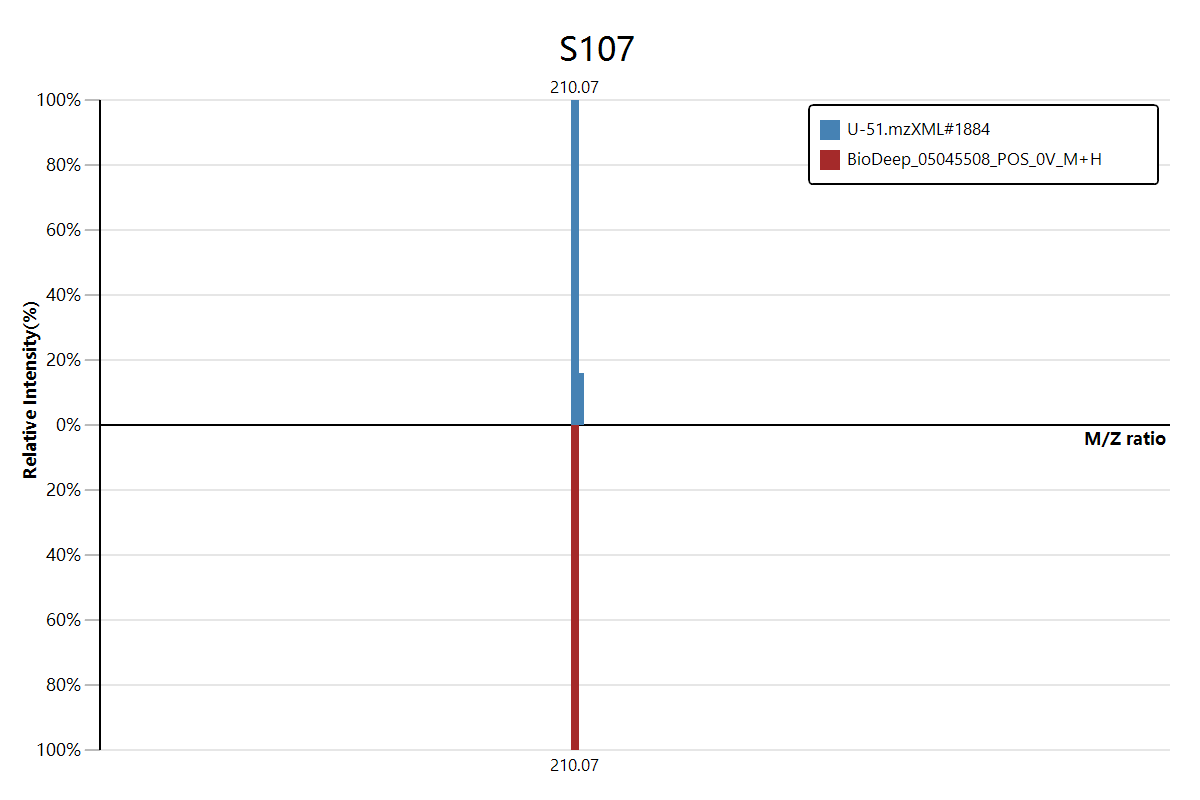 S107
210.07
U-51.mzXML#1884
BioDeep_05045508_POS_0V_M+H
100%
80%
60%
40%
20%
0%
20%
40%
60%
80%
100%
Relative Intensity(%)
M/Z ratio
210.07